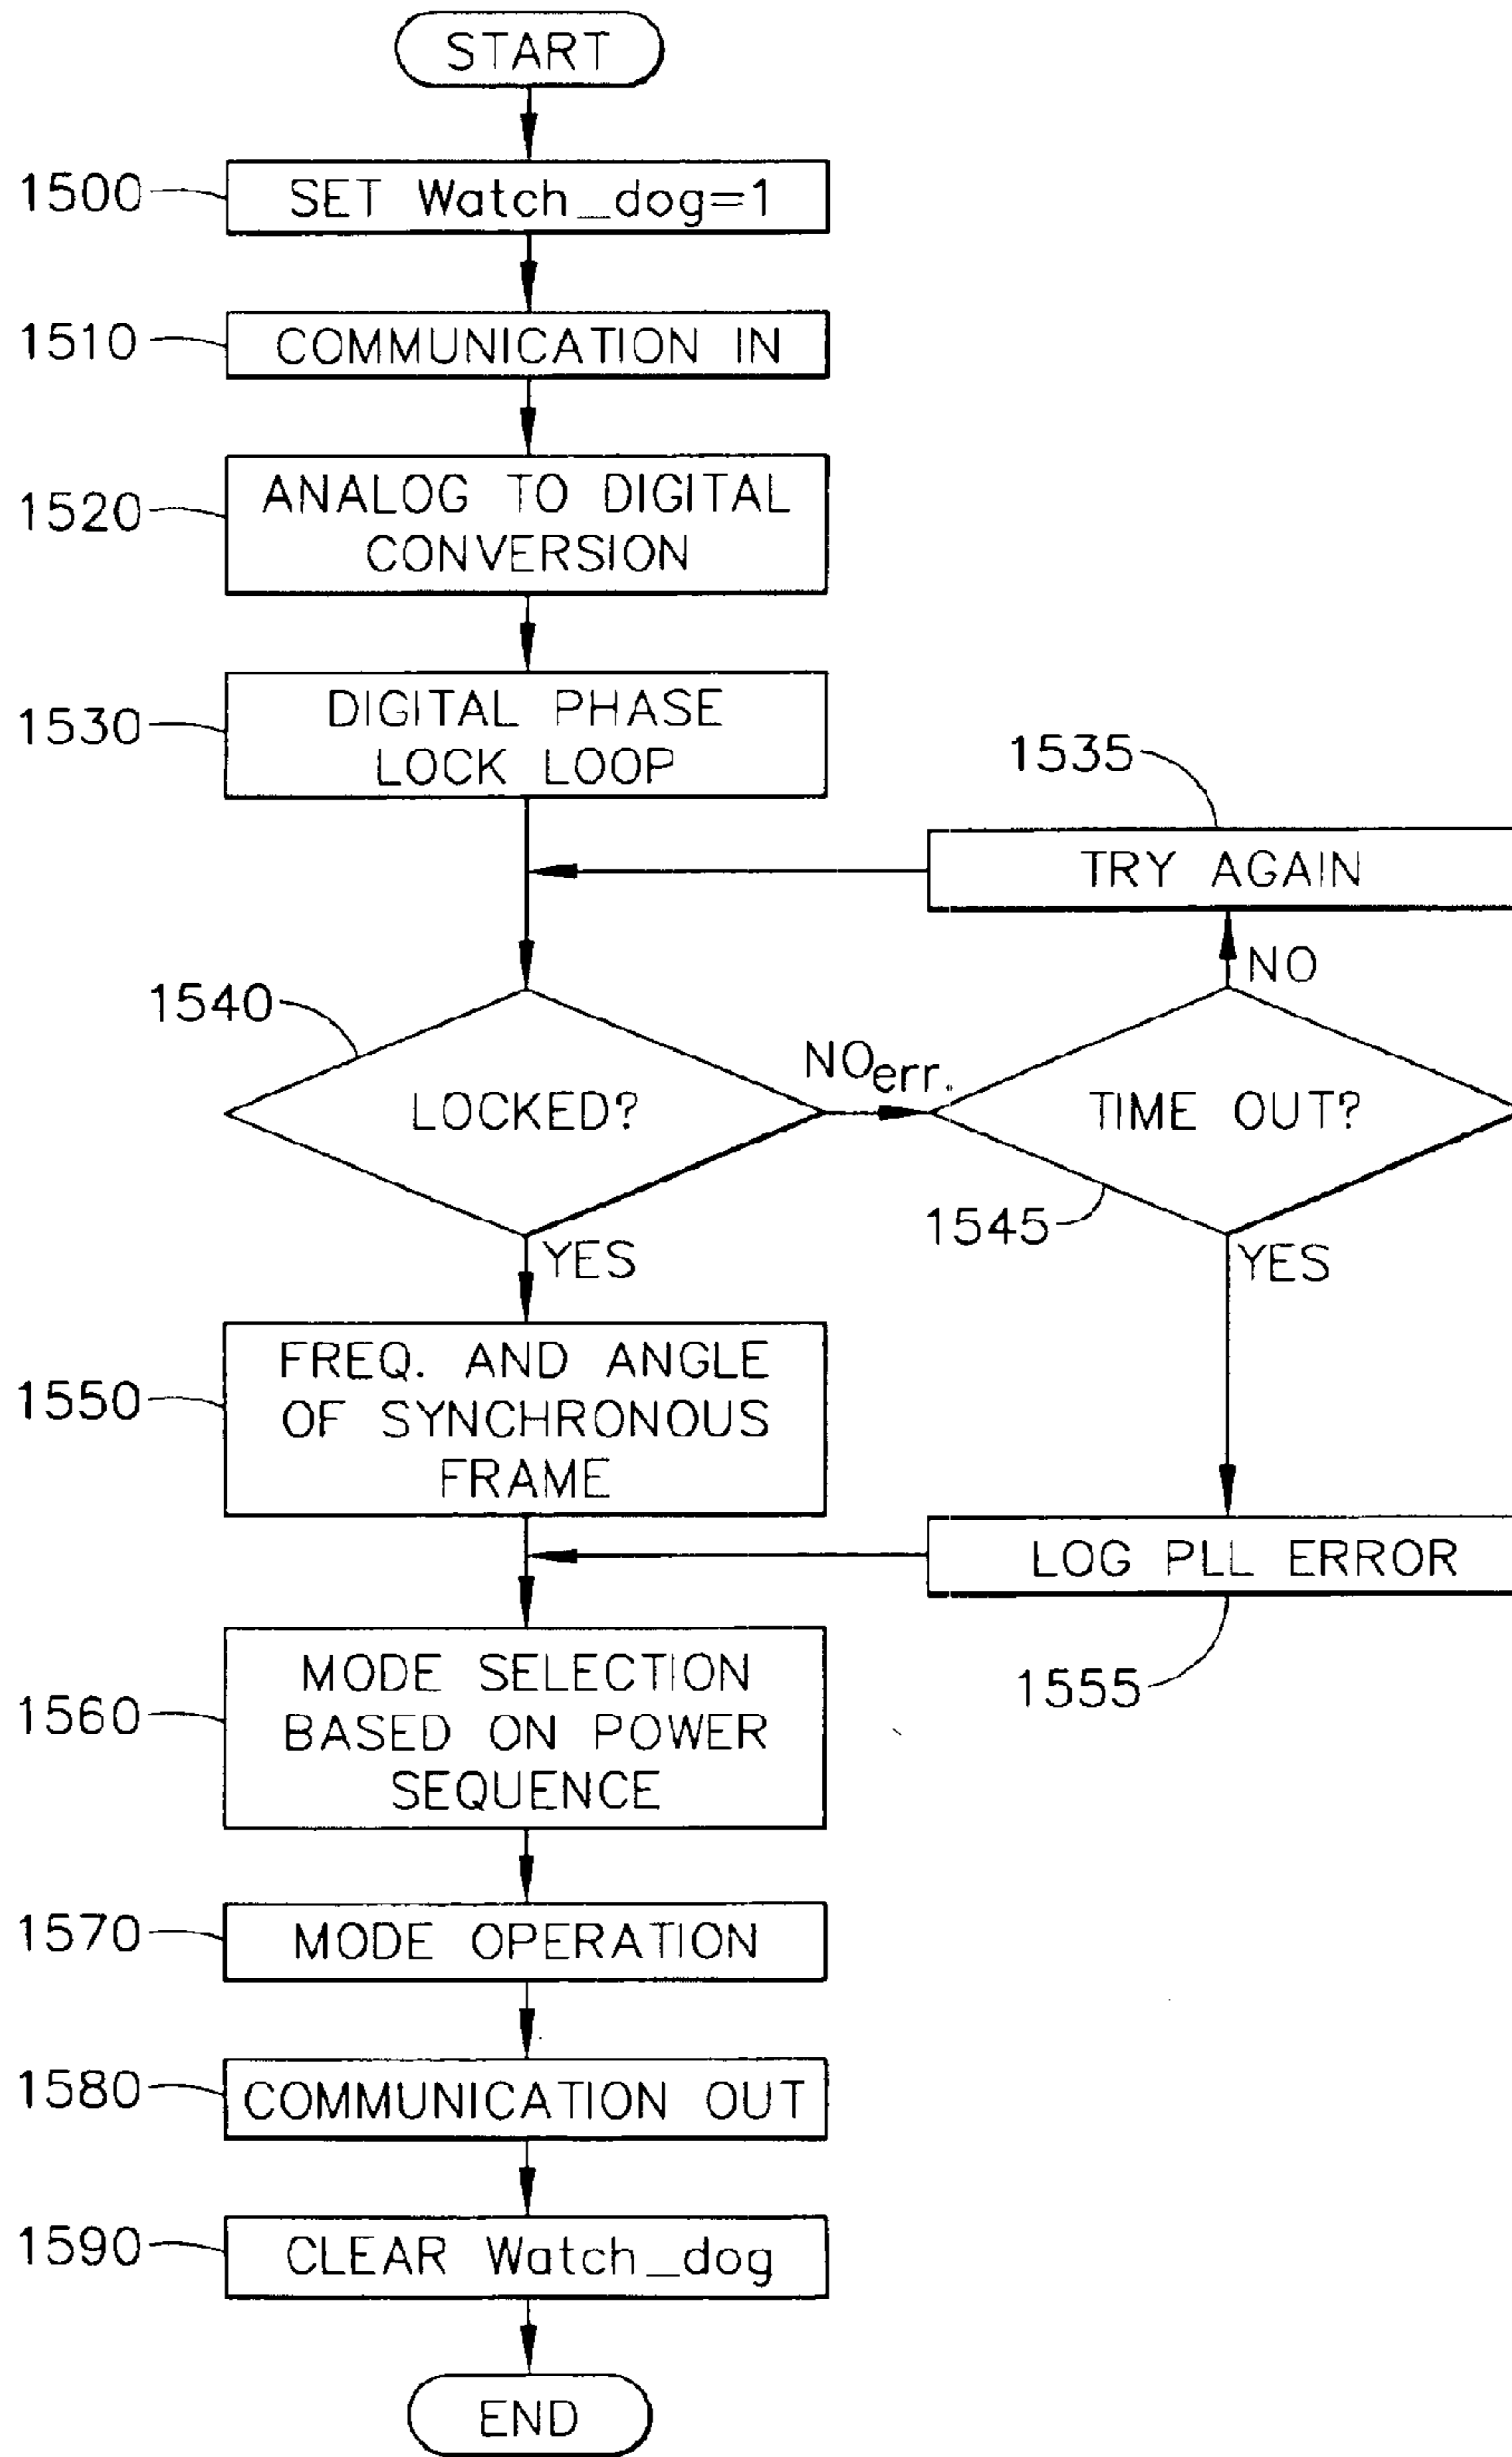 START
1500
SET Watch_dog=1
1510
COMMUNICATION IN
1520
ANALOG TO DIGITAL
CONVERSION
1530
DIGITAL PHASE
LOCK LOOP
1535
TRY AGAIN
NO
1540
LOCKED?
NOerr.
TIME OUT?
1545
YES
YES
1550
FREQ. AND ANGLE
OF SYNCHRONOUS
FRAME
LOG PLL ERROR
1555
1560
MODE SELECTION
BASED ON POWER
SEQUENCE
1570
MODE OPERATION
1580
COMMUNICATION OUT
1590
CLEAR Watch_dog
END